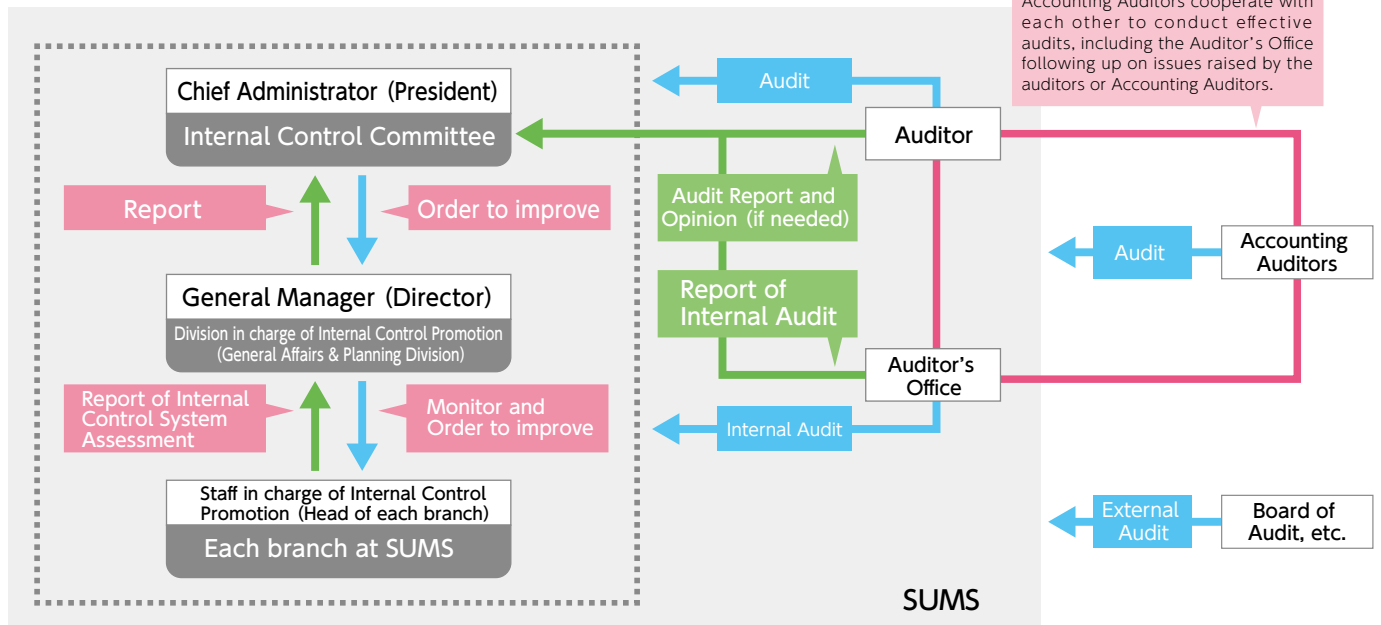 Accounting Auditors cooperate with
each other to conduct effective
audits, including the Auditor's Office
following up on issues raised by the
auditors or Accounting Auditors.
Chief Administrator (President)
Internal Control Committee
Report
Order to improve
General Manager (Director)
Division in charge of Internal Control Promotion
(General Affairs & Planning Division)
Report of Internal
Control System
Assessment
Monitor and
Order to improve
Staff in charge of Internal Control
Promotion (Head of each branch)
Each branch at SUMS
Audit
Auditor
Audit Report and
Opinion (if needed)
Report of
Internal Audit
Auditor's
Office
Internal Audit
Audit
Accounting
Auditors
External
Audit
Board of
Audit, etc.
SUMS